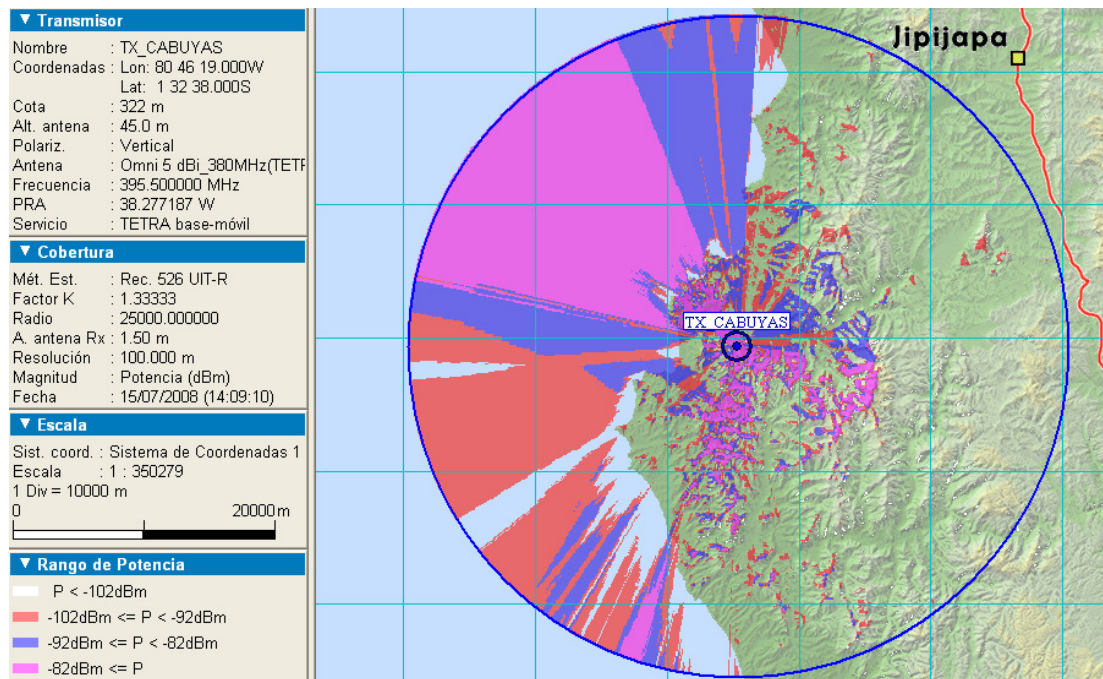 ▼ Transmisor
Nombre : TX_CABUYAS
Coordenadas : Lon: 80 46 19.000W
Lat: 1 32 38.000S
Cota : 322 m
Alt. antena : 45.0 m
Polariz. : Vertical
Antena : Omni 5 dBi_380MHz(TETF
Frecuencia : 395.500000 MHz
PRA : 38.277187 W
Servicio : TETRA base-móvil
▼ Cobertura
Mét. Est. : Rec. 526 UIT-R
Factor K : 1.33333
Radio : 25000.000000
A. antena Rx : 1.50 m
Resolución : 100.000 m
Magnitud : Potencia (dBm)
Fecha : 15/07/2008 (14:09:10)
▼ Escala
Sist. coord. : Sistema de Coordenadas 1
Escala : 1 : 350279
1 Div = 10000 m
0 20000 m
▼ Rango de Potencia
P < -102dBm
-102dBm <= P < -92dBm
-92dBm <= P < -82dBm
-82dBm <= P
Jipijapa
TX_CABUYAS